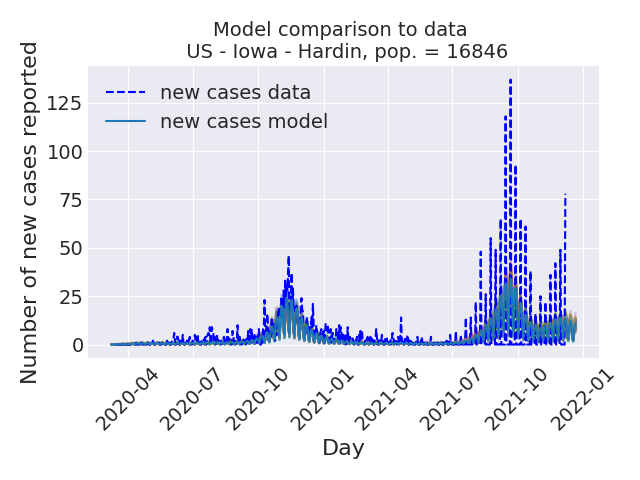 Model comparison to data
US - Iowa - Hardin, pop. = 16846
Number of new cases reported
125
100
75
50
25
0
new cases data
new cases model
2020-04
2020-07
2020-10
2021-01
2021-04
2021-07
2021-10
2022-01
Day